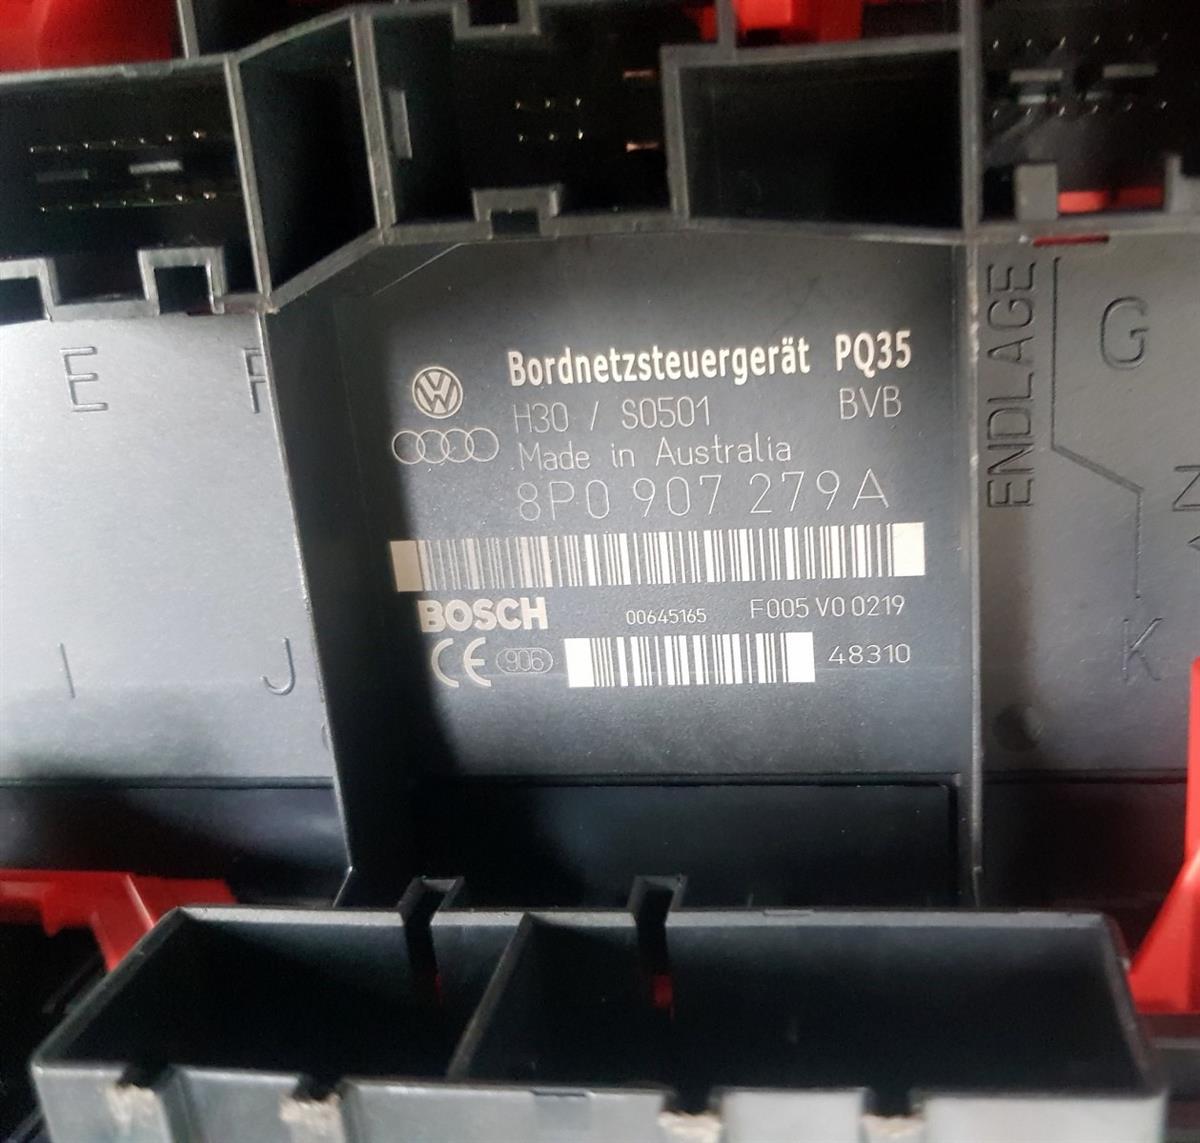 Bordnetzsteuergerät PQ35
H30 / S0501 BVB
Made in Australia
8P0 907 279A
BOSCH 00645165 F005 V0 0219
CE 906 48310
ENDLAGE
E
F
G
I
J
K
Z